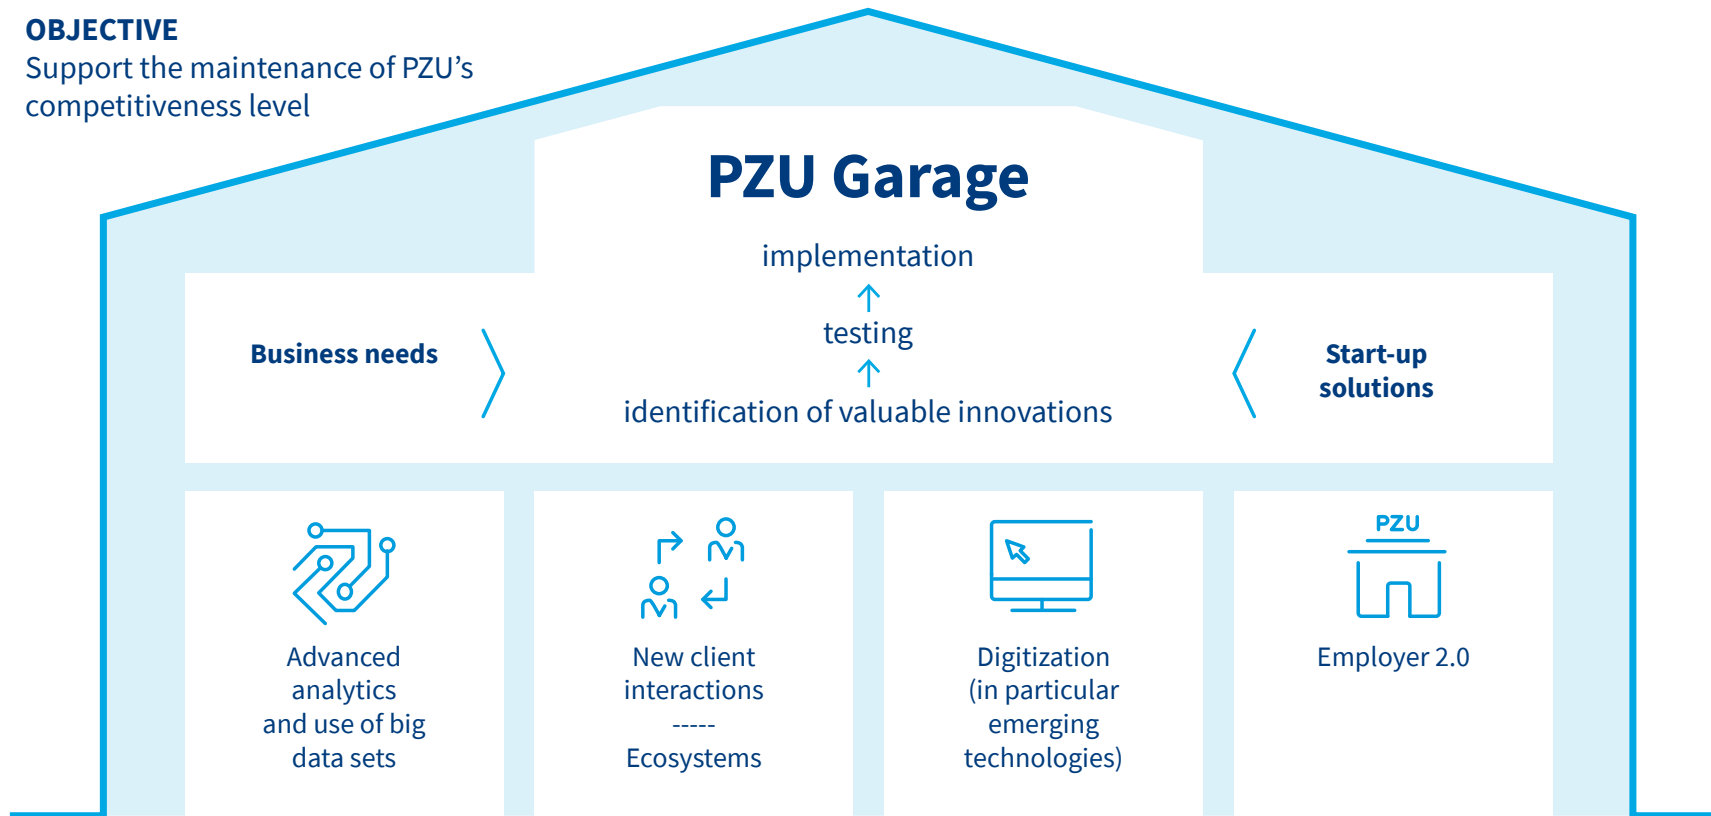 OBJECTIVE
Support the maintenance of PZU’s
competitiveness level
PZU Garage
implementation
testing
identification of valuable innovations
Business needs
Start-up
solutions
Advanced
analytics
and use of big
data sets
New client
interactions
-----
Ecosystems
Digitization
(in particular
emerging
technologies)
PZU
Employer 2.0